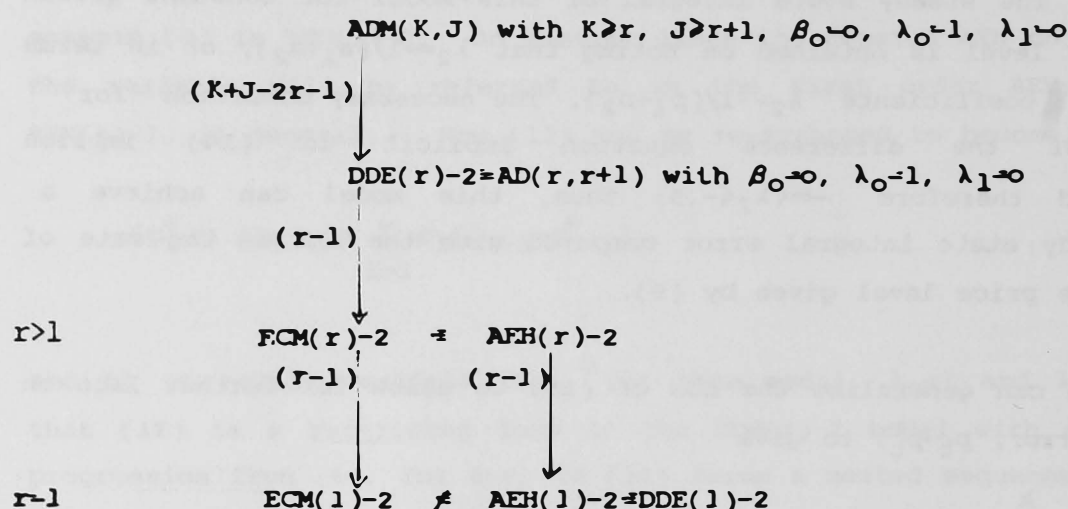 ADM(K,J) with K⩾r, J⩾r+1, β₀=0, λ₀=1, λ₁=0
(K+J-2r-1)
DDE(r)-2≡AD(r,r+1) with β₀=0, λ₀=1, λ₁=0
(r-1)
r>1 ECM(r)-2 ≢ AEH(r)-2
(r-1) (r-1)
r=1 ECM(1)-2 ≢ AEH(1)-2≡DDE(1)-2